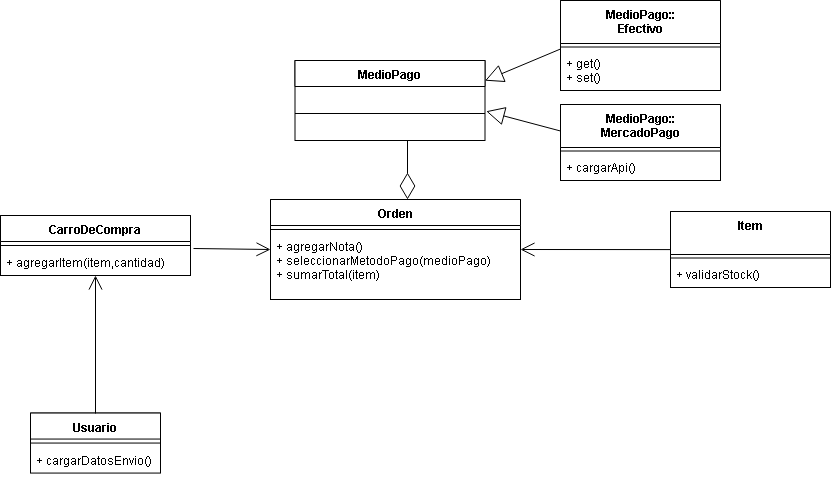 MedioPago::
Efectivo
+ get()
+ set()
MedioPago
MedioPago::
MercadoPago
+ cargarApi()
Orden
+ agregarNota()
+ seleccionarMetodoPago(medioPago)
+ sumarTotal(item)
CarroDeCompra
+ agregarItem(item,cantidad)
Item
+ validarStock()
Usuario
+ cargarDatosEnvio()